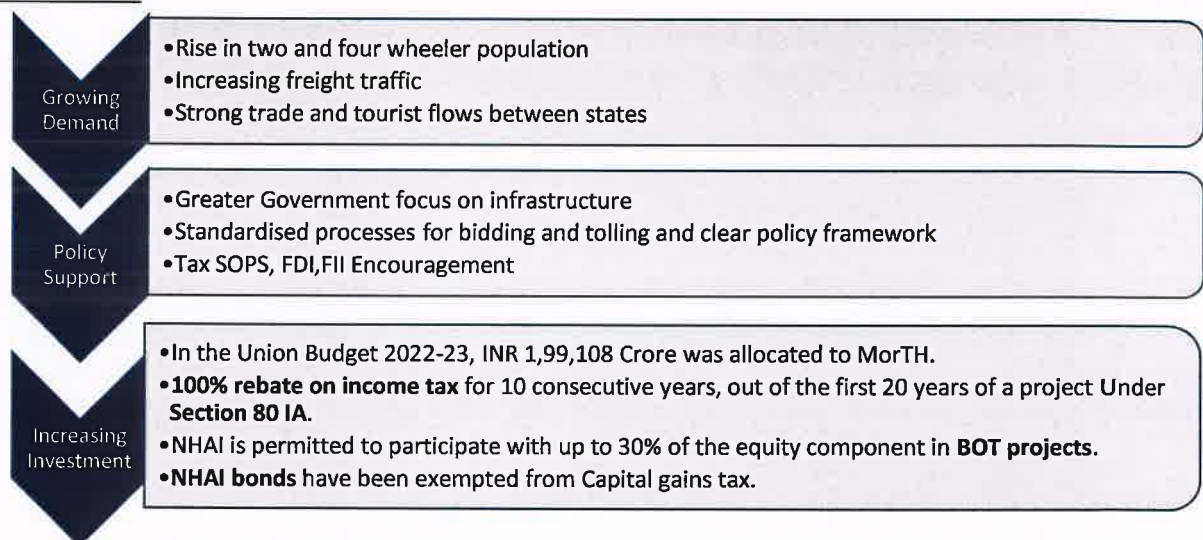 Growing
Demand
•Rise in two and four wheeler population
•Increasing freight traffic
•Strong trade and tourist flows between states
Policy
Support
•Greater Government focus on infrastructure
•Standardised processes for bidding and tolling and clear policy framework
•Tax SOPS, FDI,FII Encouragement
Increasing
Investment
•In the Union Budget 2022-23, INR 1,99,108 Crore was allocated to MorTH.
•100% rebate on income tax for 10 consecutive years, out of the first 20 years of a project Under
Section 80 IA.
•NHAI is permitted to participate with up to 30% of the equity component in BOT projects.
•NHAI bonds have been exempted from Capital gains tax.